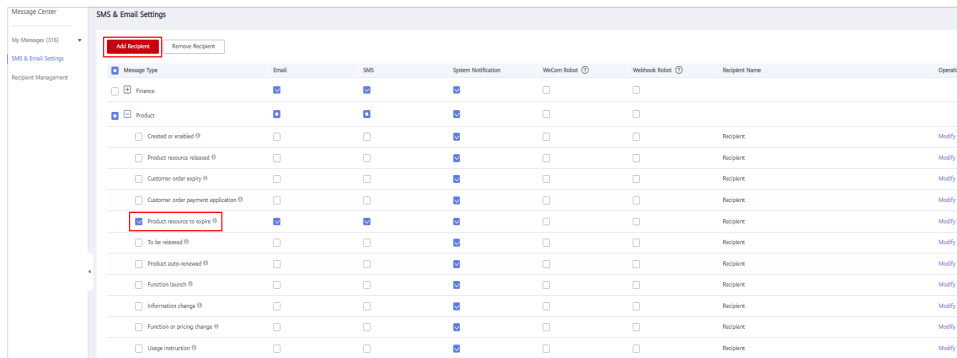 Message Center
SMS & Email Settings
My Messages (316)
SMS & Email Settings
Recipient Management
Add Recipient Remove Recipient
Message Type Email SMS System Notification WeCom Robot ? Webhook Robot ? Recipient Name Operati
Finance
Product
Created or enabled Recipient Modify
Product resource released Recipient Modify
Customer order expiry Recipient Modify
Customer order payment application Recipient Modify
Product resource to expire Recipient Modify
To be released Recipient Modify
Product auto-renewed Recipient Modify
Function launch Recipient Modify
Information change Recipient Modify
Function or pricing change Recipient Modify
Usage instruction Recipient Modify